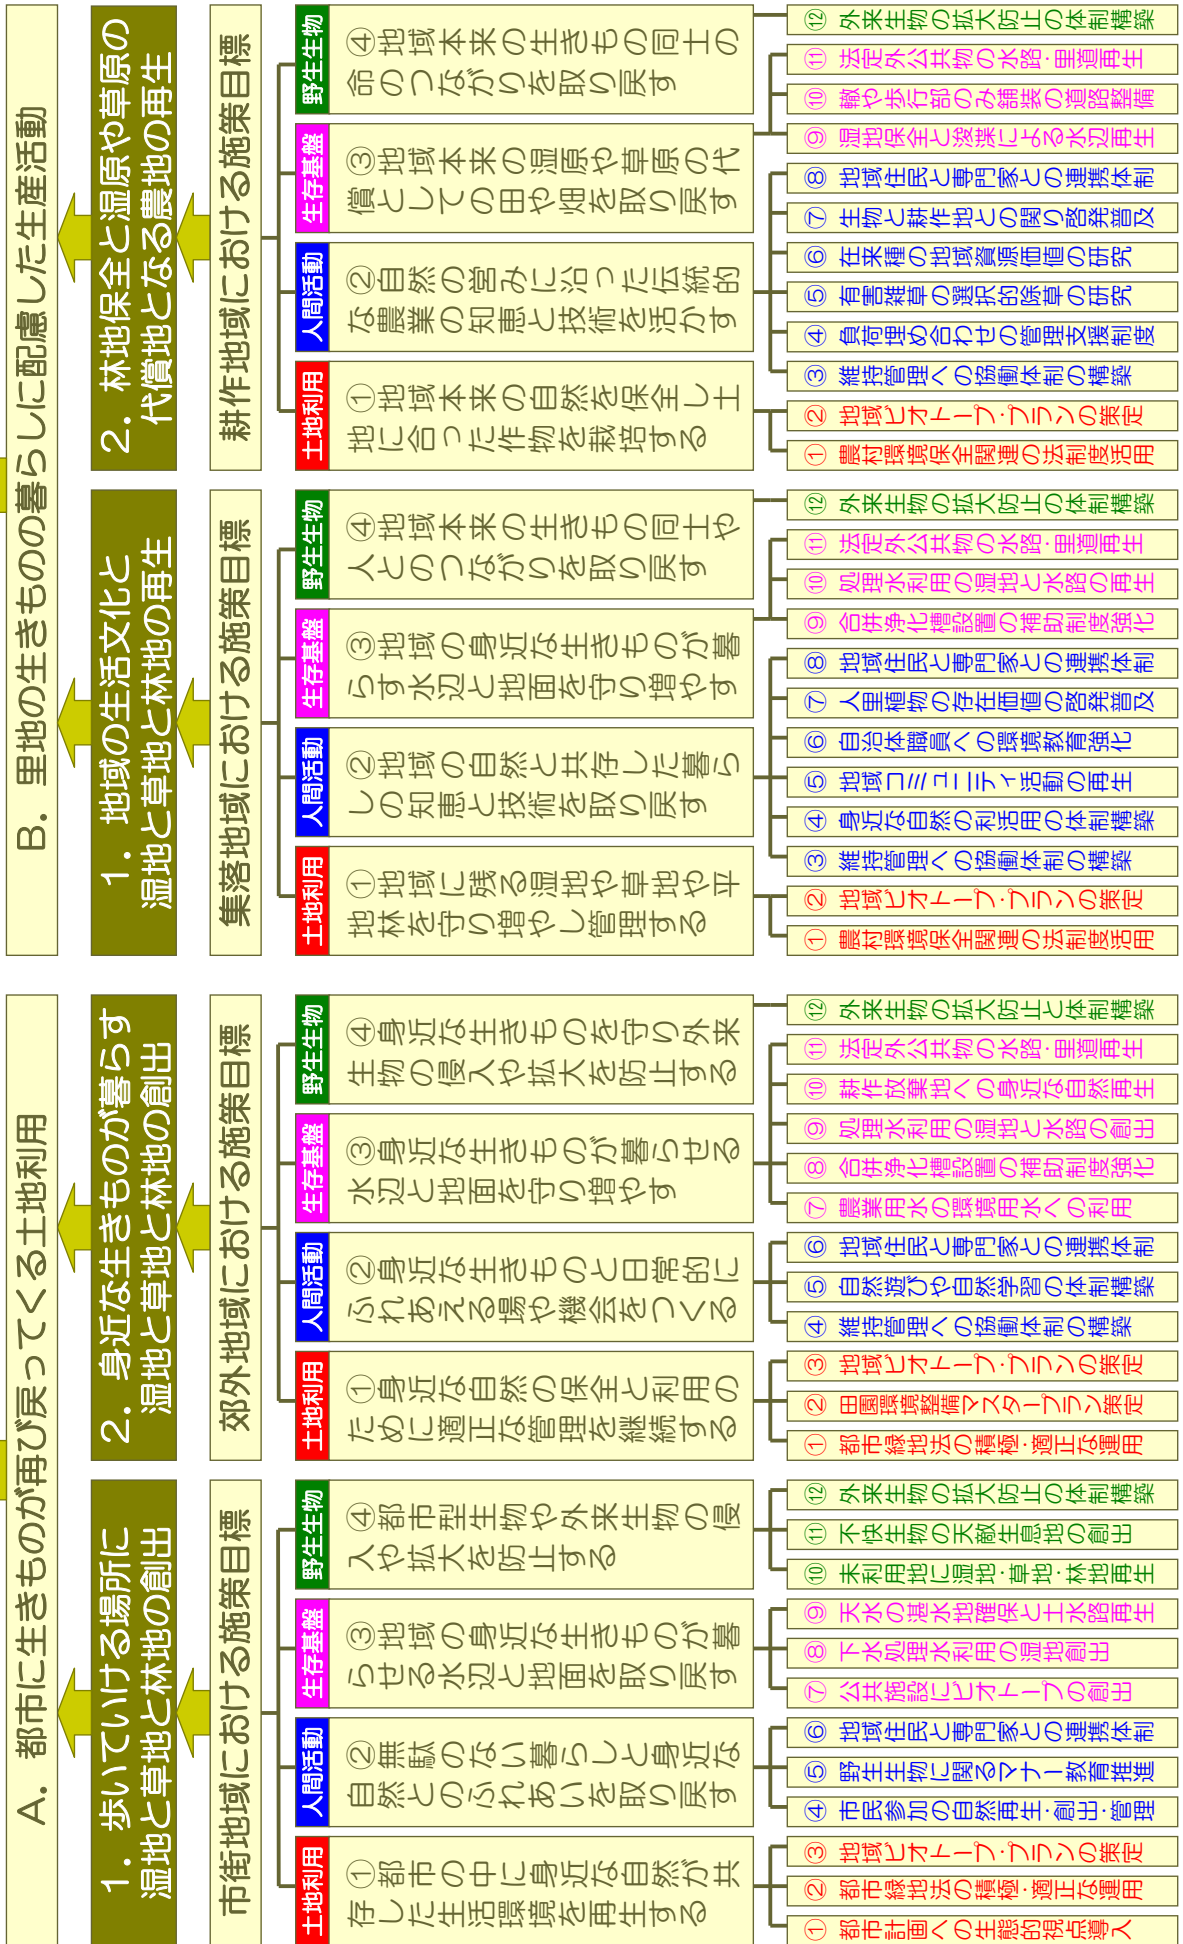 A．都市に生きものが再び戻ってくる土地利用
1．歩いていける場所に
湿地と草地と林地の創出
市街地域における施策目標
土地利用
①都市の中に身近な自然が共
存した生活環境を再生する
人間活動
②無駄のない暮らしと身近な
自然とのふれあいを取り戻す
生存基盤
③地域の身近な生きものが暮
らせる水辺と地面を取り戻す
野生生物
④都市型生物や外来生物の侵
入や拡大を防止する
① 都市計画への生態的視点導入
② 都市緑地法の積極・適正な運用
③ 地域ビオトープ・プランの策定
④ 市民参加の自然再生・創出・管理
⑤ 野生生物に関るマナー教育推進
⑥ 地域住民と専門家との連携体制
⑦ 公共施設にビオトープの創出
⑧ 下水処理水利用の湿地創出
⑨ 天水の湛水地確保と土水路再生
⑩ 未利用地に湿地・草地・林地再生
⑪ 不快生物の天敵生息地の創出
⑫ 外来生物の拡大防止の体制構築
2．身近な生きものが暮らす
湿地と草地と林地の創出
郊外地域における施策目標
土地利用
①身近な自然の保全と利用の
ために適正な管理を継続する
人間活動
②身近な生きものと日常的に
ふれあえる場や機会をつくる
生存基盤
③身近な生きものが暮らせる
水辺と地面を守り増やす
野生生物
④身近な生きものを守り外来
生物の侵入や拡大を防止する
① 都市緑地法の積極・適正な運用
② 田園環境整備マスタープラン策定
③ 地域ビオトープ・プランの策定
④ 維持管理への協働体制の構築
⑤ 自然遊びや自然学習の体制構築
⑥ 地域住民と専門家との連携体制
⑦ 農業用水の環境用水への利用
⑧ 合併浄化槽設置の補助制度強化
⑨ 処理水利用の湿地と水路の創出
⑩ 耕作放棄地への身近な自然再生
⑪ 法定外公共物の水路・里道再生
⑫ 外来生物の拡大防止と体制構築
B．里地の生きものの暮らしに配慮した生産活動
1．地域の生活文化と
湿地と草地と林地の再生
集落地域における施策目標
土地利用
①地域に残る湿地や草地や平
地林を守り増やし管理する
人間活動
②地域の自然と共存した暮ら
しの知恵と技術を取り戻す
生存基盤
③地域の身近な生きものが暮
らす水辺と地面を守り増やす
野生生物
④地域本来の生きもの同士や
人とのつながりを取り戻す
① 農村環境保全関連の法制度活用
② 地域ビオトープ・プランの策定
③ 維持管理への協働体制の構築
④ 身近な自然の利活用の体制構築
⑤ 地域コミュニティ活動の再生
⑥ 自治体職員への環境教育強化
⑦ 人里植物の存在価値の啓発普及
⑧ 地域住民と専門家との連携体制
⑨ 合併浄化槽設置の補助制度強化
⑩ 処理水利用の湿地と水路の再生
⑪ 法定外公共物の水路・里道再生
⑫ 外来生物の拡大防止の体制構築
2．林地保全と湿原や草原の
代償地となる農地の再生
耕作地域における施策目標
土地利用
①地域本来の自然を保全し土
地に合った作物を栽培する
人間活動
②自然の営みに沿った伝統的
な農業の知恵と技術を活かす
生存基盤
③地域本来の湿原や草原の代
償としての田や畑を取り戻す
野生生物
④地域本来の生きもの同士の
命のつながりを取り戻す
① 農村環境保全関連の法制度活用
② 地域ビオトープ・プランの策定
③ 維持管理への協働体制の構築
④ 負荷埋め合わせの管理支援制度
⑤ 有害雑草の選択的除草の研究
⑥ 在来種の地域資源価値の研究
⑦ 生物と耕作地との関り啓発普及
⑧ 地域住民と専門家との連携体制
⑨ 湿地保全と浚渫による水辺再生
⑩ 轍や歩行部のみ舗装の道路整備
⑪ 法定外公共物の水路・里道再生
⑫ 外来生物の拡大防止の体制構築